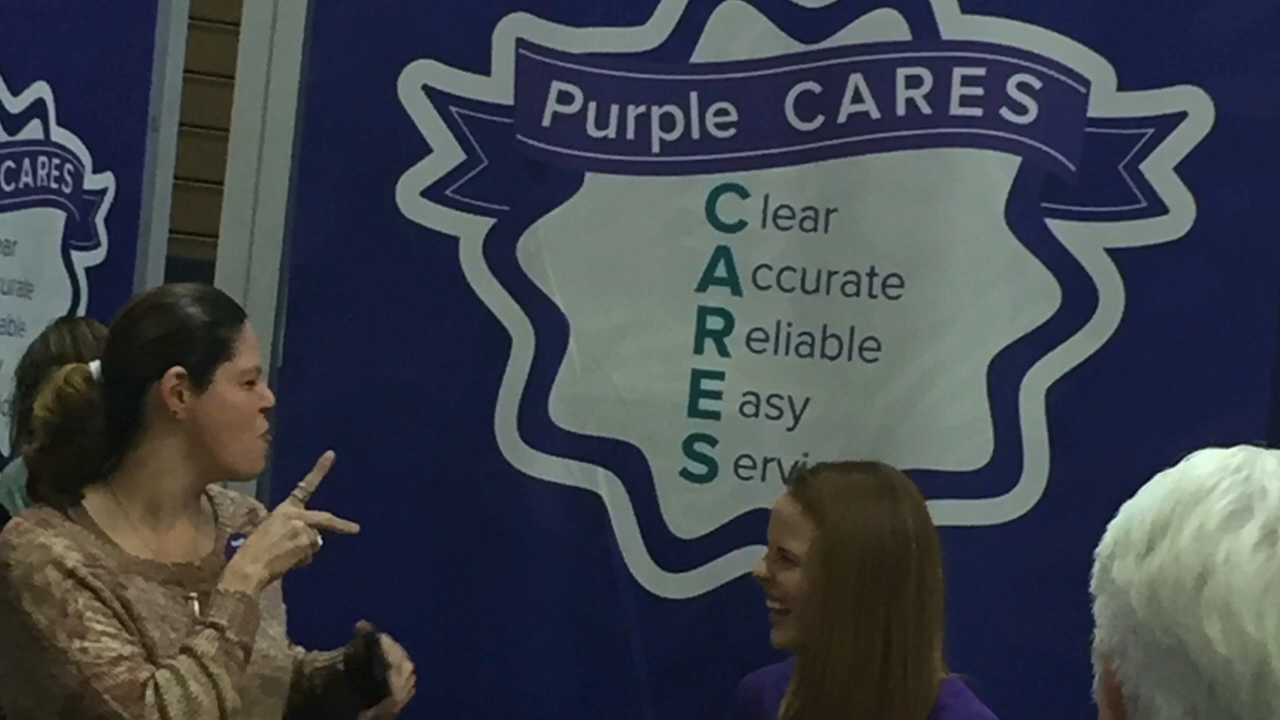 Purple CARES
Clear
Accurate
Reliable
Easy
CARES